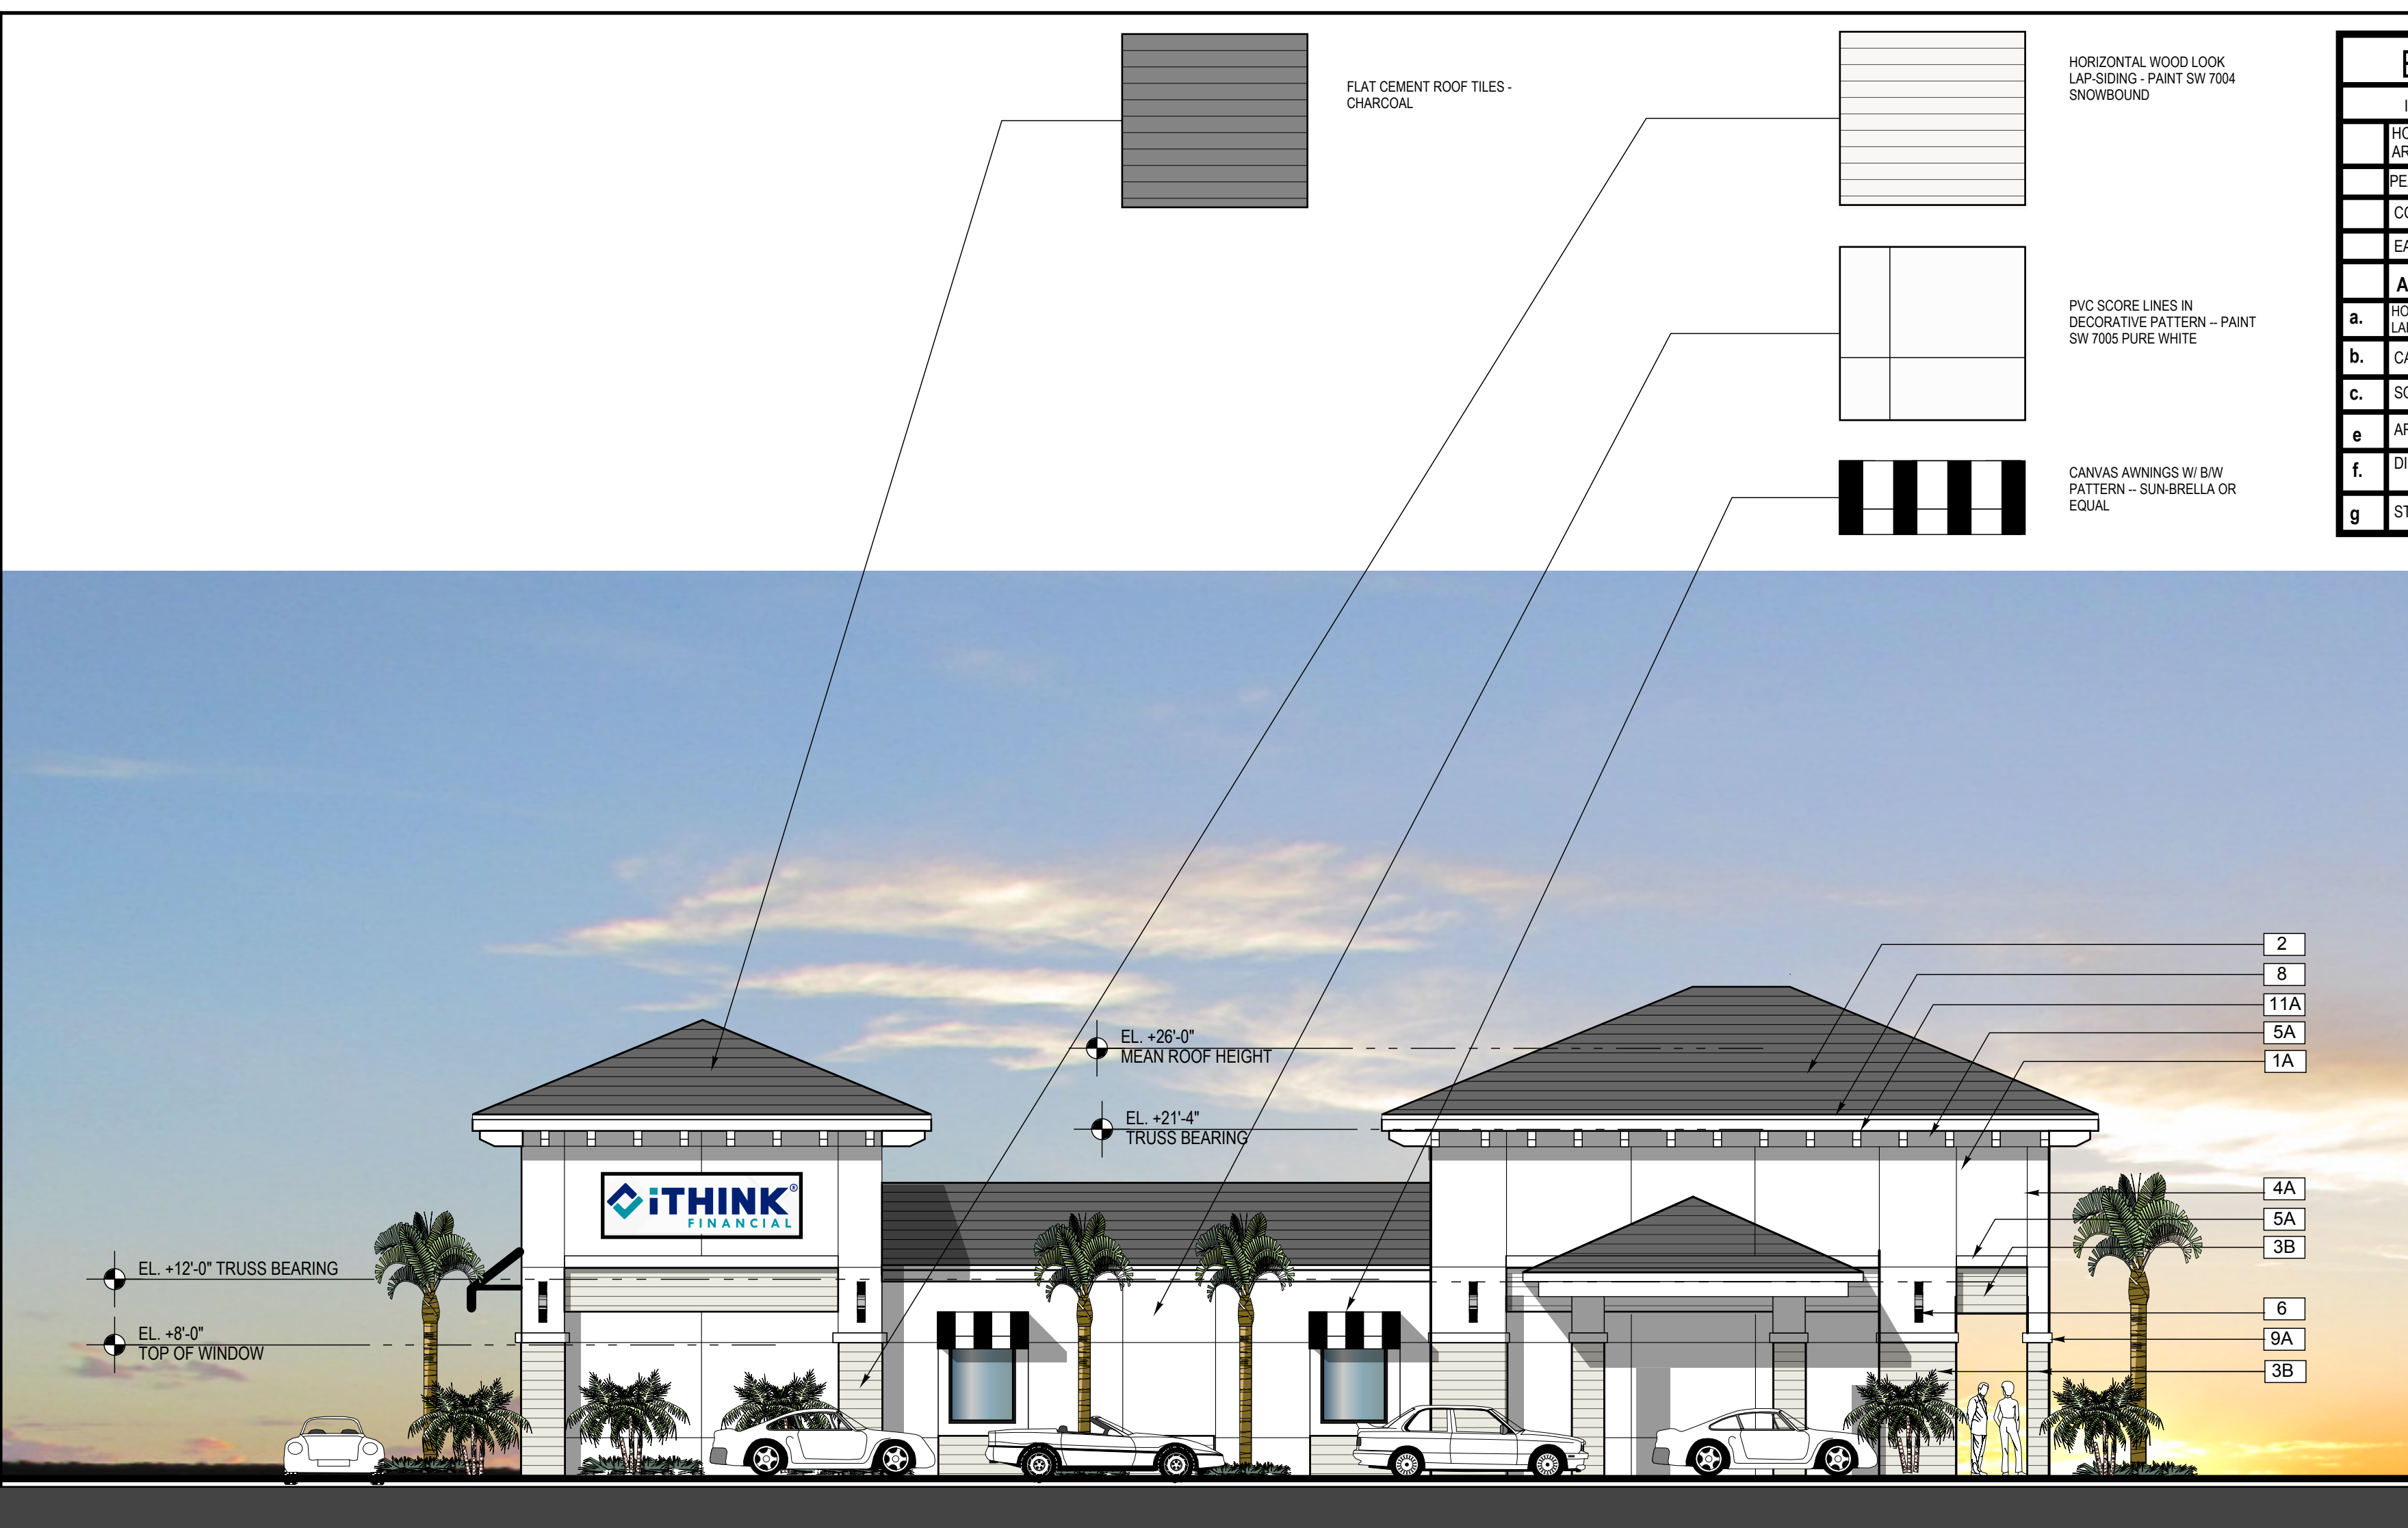 FLAT CEMENT ROOF TILES -
CHARCOAL
HORIZONTAL WOOD LOOK
LAP-SIDING - PAINT SW 7004
SNOWBOUND
PVC SCORE LINES IN
DECORATIVE PATTERN -- PAINT
SW 7005 PURE WHITE
CANVAS AWNINGS W/ B/W
PATTERN -- SUN-BRELLA OR
EQUAL
a.
b.
c.
e
f.
g
2
8
11A
5A
1A
4A
5A
3B
6
9A
3B
EL. +26'-0"
MEAN ROOF HEIGHT
EL. +21'-4"
TRUSS BEARING
iTHINK®
FINANCIAL
EL. +12'-0" TRUSS BEARING
EL. +8'-0"
TOP OF WINDOW